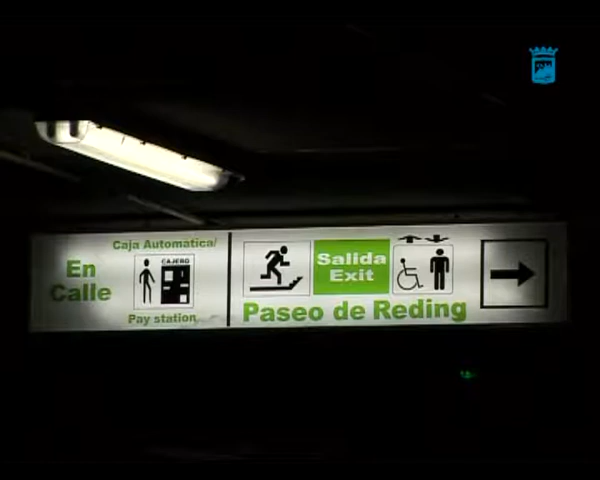 En
Calle
Caja Automatica/
CAJERO
Pay station
Salida
Exit
Paseo de Reding